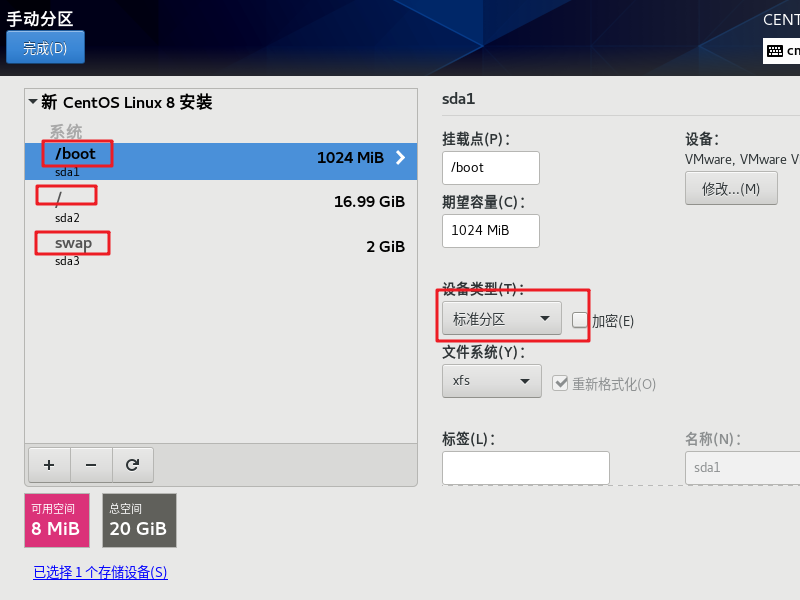 手动分区
CENT
完成(D)
cn
新 CentOS Linux 8 安装
系统
/boot
1024 MiB
sda1
/
16.99 GiB
sda2
swap
2 GiB
sda3
+
−
可用空间
8 MiB
总空间
20 GiB
已选择 1 个存储设备(S)
sda1
挂载点(P)：
/boot
期望容量(C)：
1024 MiB
设备：
VMware, VMware V
修改...(M)
设备类型(T)：
标准分区
加密(E)
文件系统(Y)：
xfs
重新格式化(O)
标签(L)：
名称(N)：
sda1